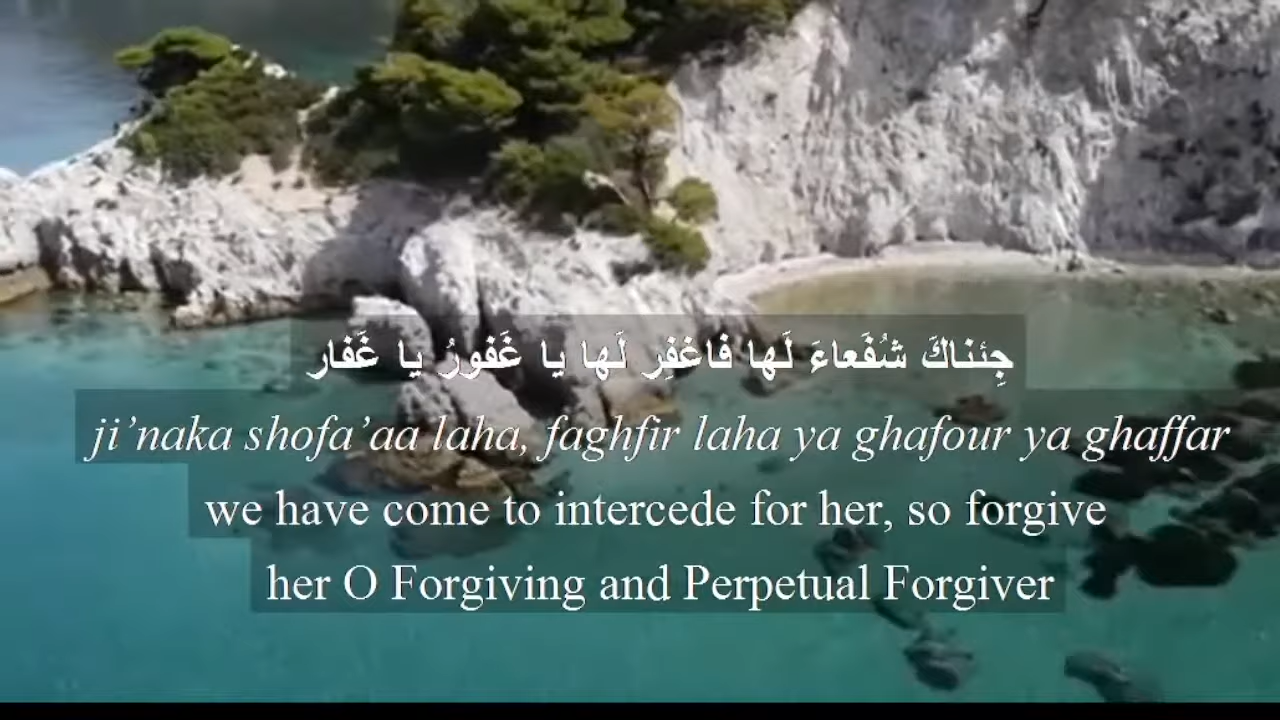 جِئناكَ شُفَعاءَ لَها فاغفِر لَها يا غَفورُ يا غَفار
ji’naka shofa’aa laha, faghfir laha ya ghafour ya ghaffar
we have come to intercede for her, so forgive
her O Forgiving and Perpetual Forgiver